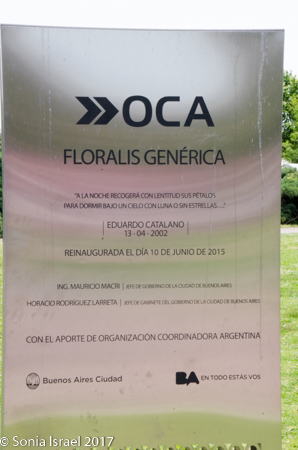 OCA
FLORALIS GENÉRICA
"A LA NOCHE RECOGERÁ CON LENTITUD SUS PÉTALOS
PARA DORMIR BAJO UN CIELO CON LUNA O SIN ESTRELLAS...."
EDUARDO CATALANO
13 - 04 - 2002
REINAUGURADA EL DÍA 10 DE JUNIO DE 2015
ING. MAURICIO MACRI | JEFE DE GOBIERNO DE LA CIUDAD DE BUENOS AIRES
HORACIO RODRÍGUEZ LARRETA | JEFE DE GABINETE DEL GOBIERNO DE LA CIUDAD DE BUENOS AIRES
CON EL APORTE DE ORGANIZACIÓN COORDINADORA ARGENTINA
Buenos Aires Ciudad
BA EN TODO ESTÁS VOS
© Sonia Israel 2017